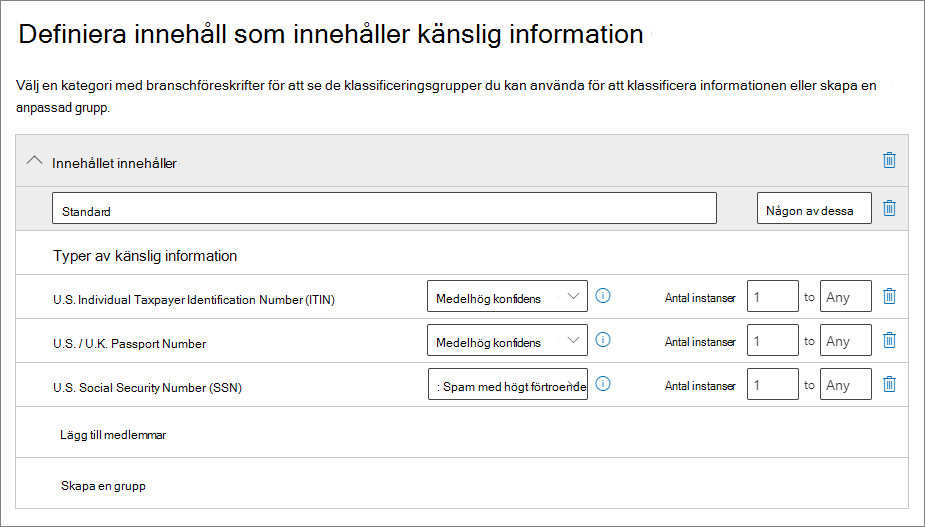 Definiera innehåll som innehåller känslig information
Välj en kategori med branschföreskrifter för att se de klassificeringsgrupper du kan använda för att klassificera informationen eller skapa en
anpassad grupp.
Innehållet innehåller
Standard Någon av dessa
Typer av känslig information
U.S. Individual Taxpayer Identification Number (ITIN) Medelhög konfidens Antal instanser 1 to Any
U.S. / U.K. Passport Number Medelhög konfidens Antal instanser 1 to Any
U.S. Social Security Number (SSN) : Spam med högt förtroende Antal instanser 1 to Any
Lägg till medlemmar
Skapa en grupp